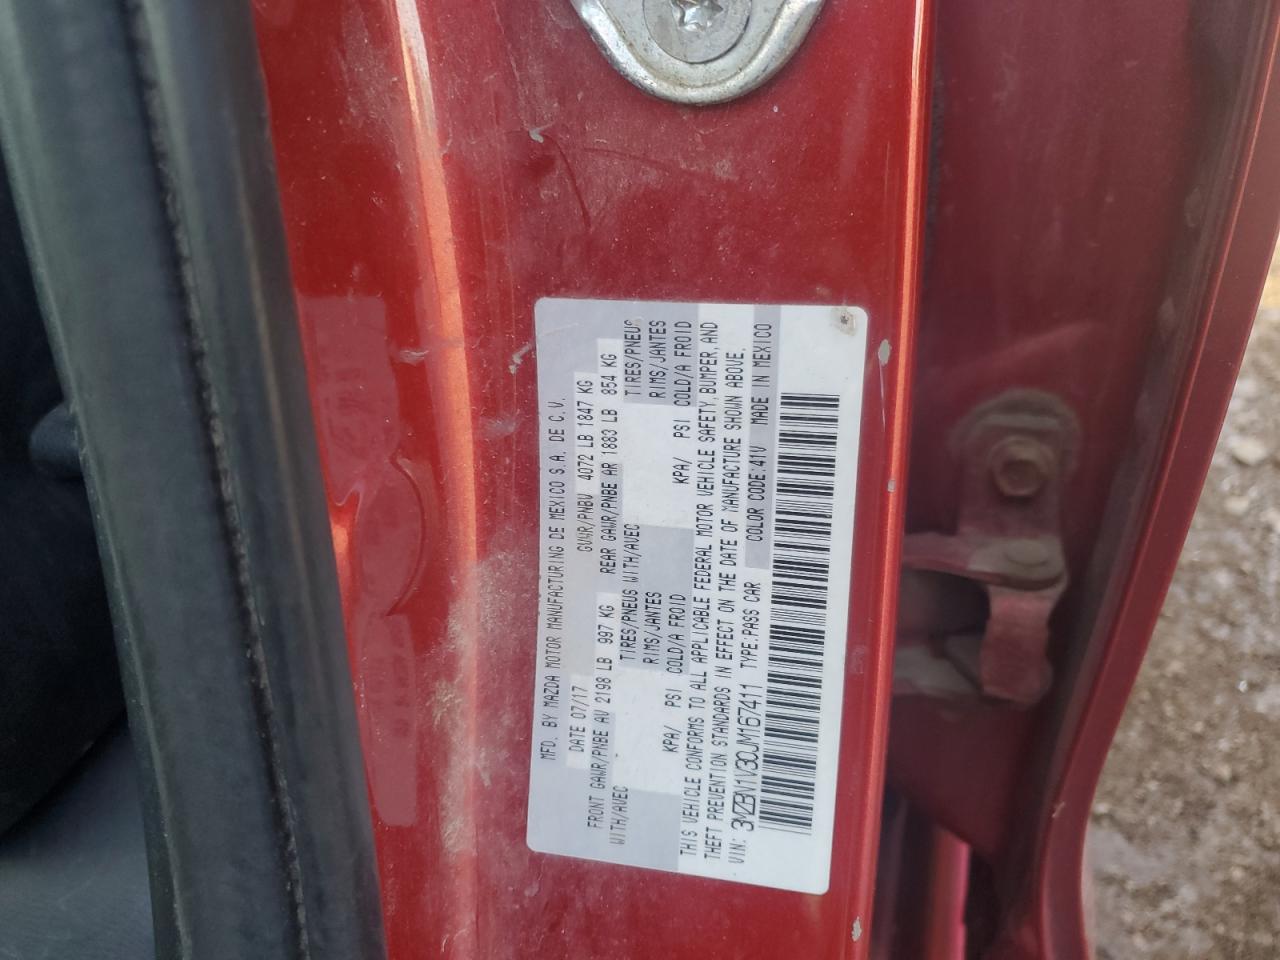 MFD. BY MAZDA MOTOR MANUFACTURING DE MEXICO S.A. DE C.V.
DATE 07/17 GVWR/PNBV 4072 LB 1847 KG
FRONT GAWR/PNBE AV 2198 LB 997 KG REAR GAWR/PNBE AR 1883 LB 854 KG
WITH/AVEC TIRES/PNEUS WITH/AVEC TIRES/PNEUS
RIMS/JANTES RIMS/JANTES
KPA/ PSI COLD/A FROID KPA/ PSI COLD/A FROID
THIS VEHICLE CONFORMS TO ALL APPLICABLE FEDERAL MOTOR VEHICLE SAFETY, BUMPER, AND
THEFT PREVENTION STANDARDS IN EFFECT ON THE DATE OF MANUFACTURE SHOWN ABOVE.
VIN: 3MZBN1V30JM167411 TYPE:PASS CAR COLOR CODE:41V MADE IN MEXICO